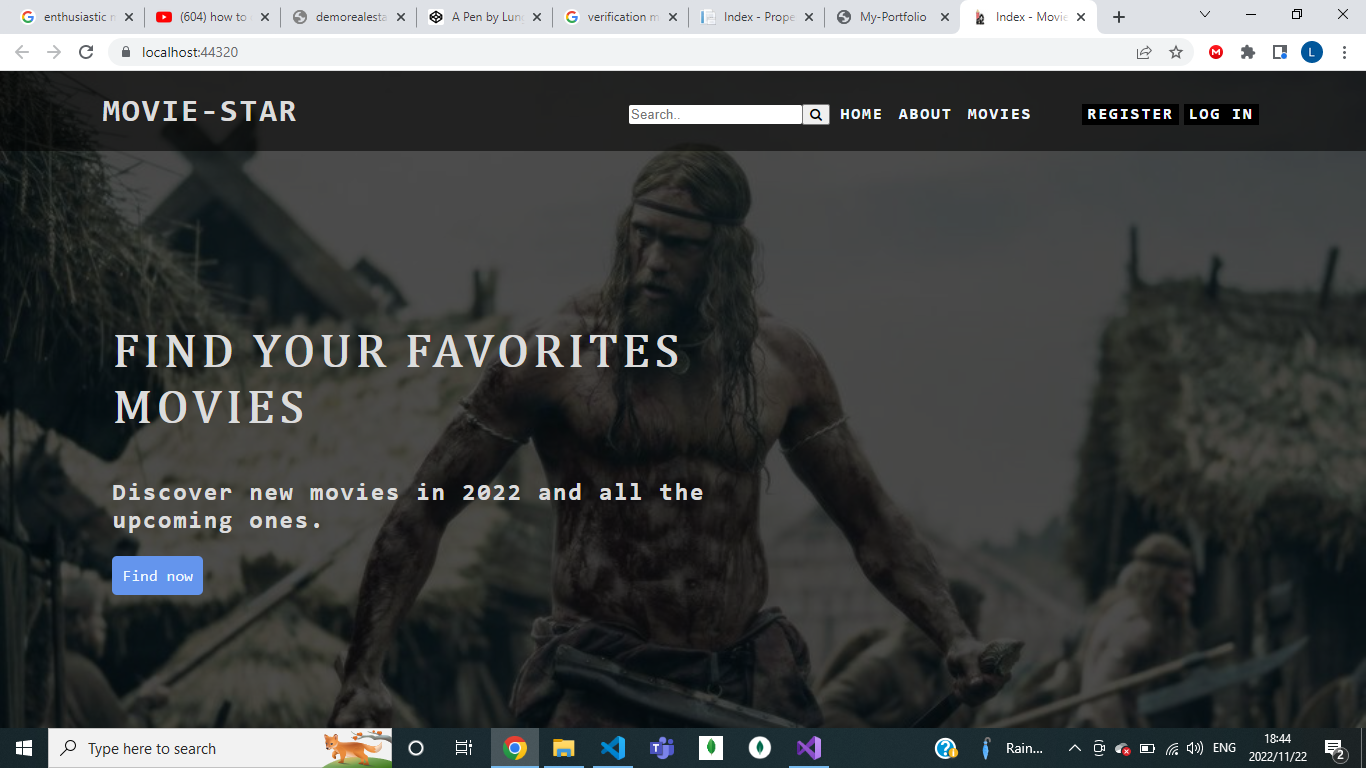 enthusiastic
(604) how to
demorealesta
A Pen by Lun
verification m
Index - Prope
My-Portfolio
Index - Movie
localhost:44320
L
MOVIE-STAR
Search..
HOME ABOUT MOVIES
REGISTER LOG IN
FIND YOUR FAVORITES
MOVIES
Discover new movies in 2022 and all the
upcoming ones.
Find now
Type here to search
Rain...
ENG
18:44
2022/11/22
2